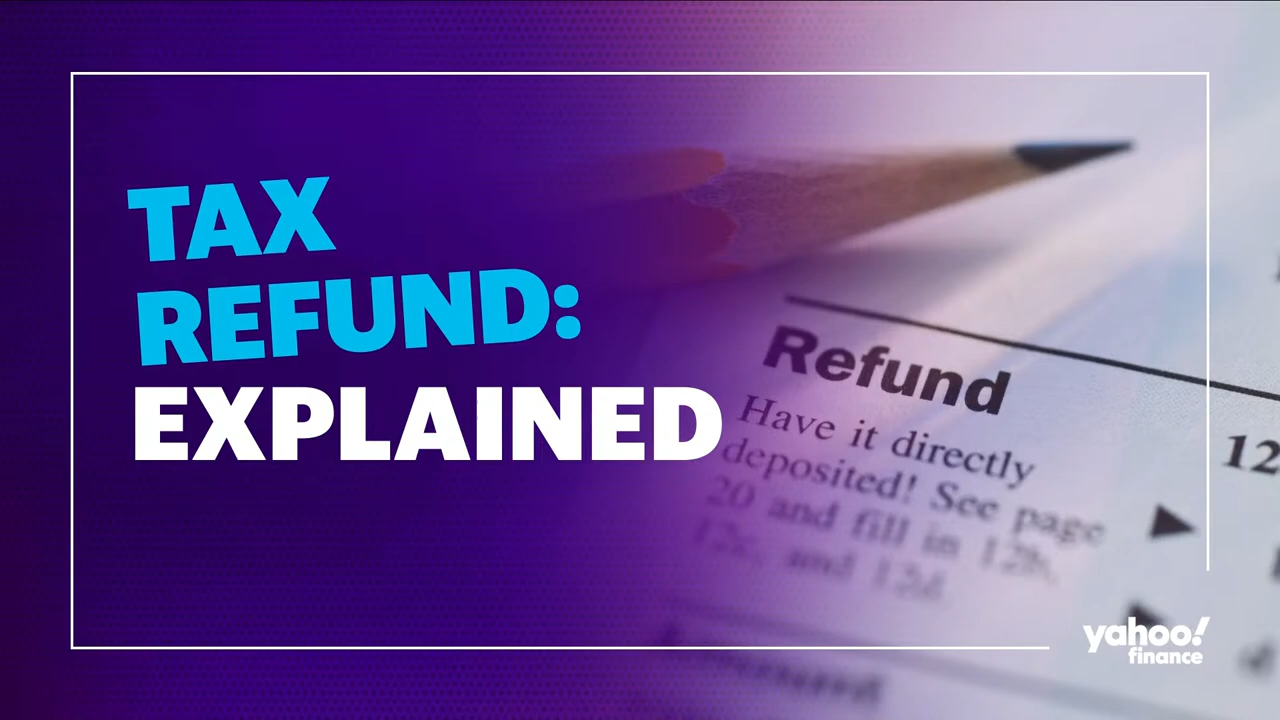 TAX
REFUND:
EXPLAINED
Refund
Have it directly
deposited! See page
20 and fill in 12b,
12c, and 12d.
12
yahoo!
finance